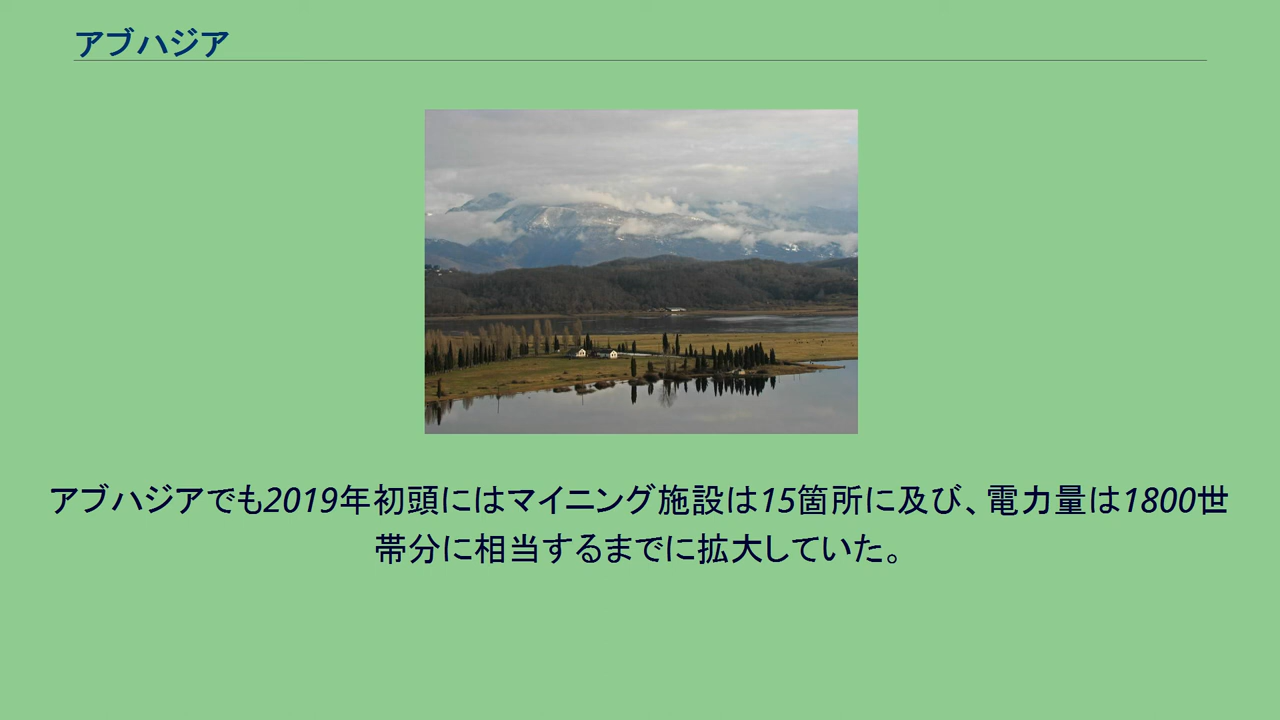 アブハジア
アブハジアでも2019年初頭にはマイニング施設は15箇所に及び、電力量は1800世
帯分に相当するまでに拡大していた。